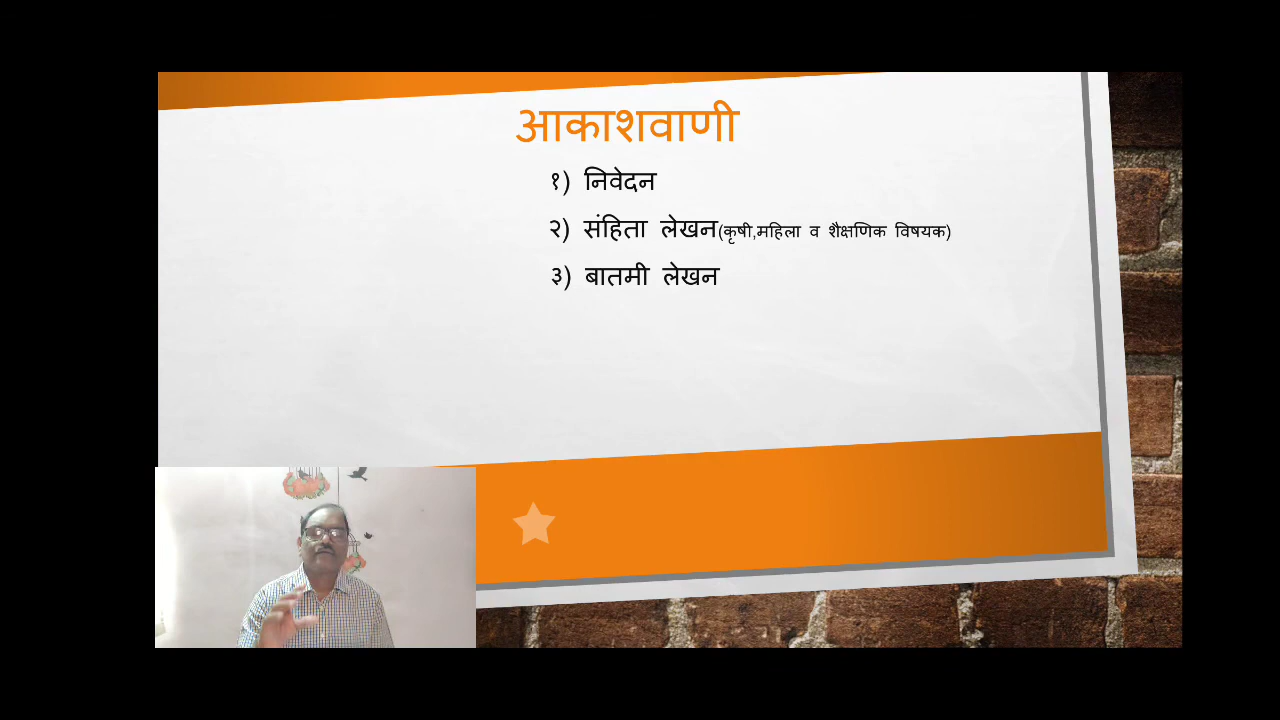 आकाशवाणी
१) निवेदन
२) संहिता लेखन(कृषी,महिला व शैक्षणिक विषयक)
३) बातमी लेखन